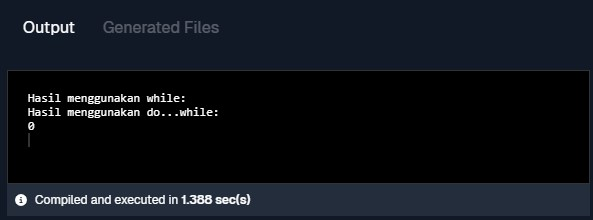 Output Generated Files
Hasil menggunakan while:
Hasil menggunakan do...while:
0
Compiled and executed in 1.388 sec(s)